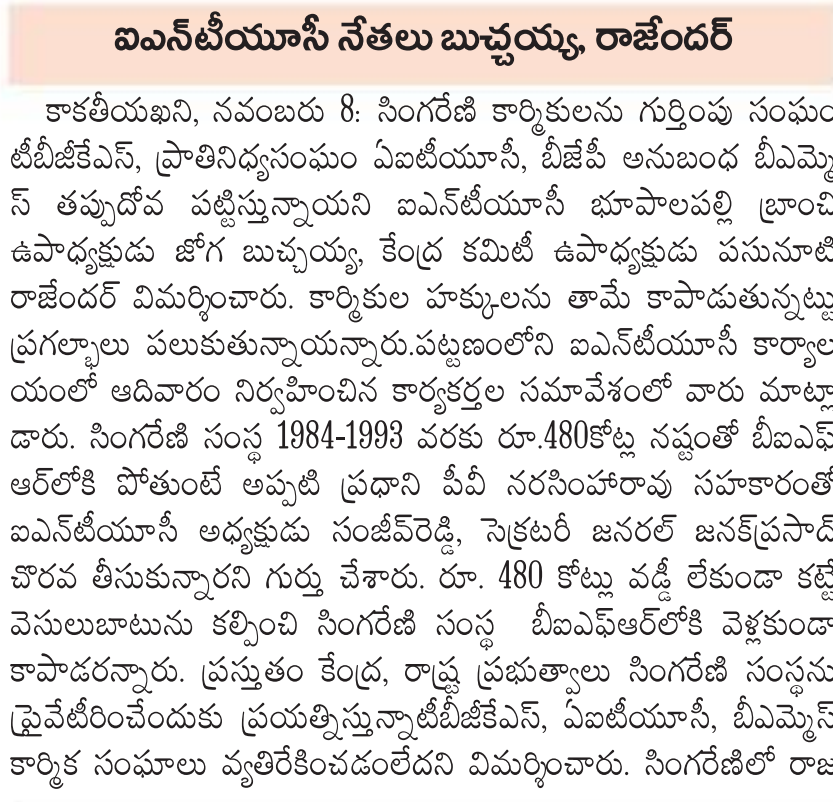 ఐఎన్‌టీయూసీ నేతలు బుచ్చయ్య, రాజేందర్
కాకతీయఖని, నవంబరు 8: సింగరేణి కార్మికులను గుర్తింపు సంఘం
టీబీజీకేఎస్, ప్రాతినిధ్యసంఘం ఏఐటీయూసీ, బీజేపీ అనుబంధ బీఎమ్మె
స్ తప్పుదోవ పట్టిస్తున్నాయని ఐఎన్‌టీయూసీ భూపాలపల్లి బ్రాంచి
ఉపాధ్యక్షుడు జోగ బుచ్చయ్య, కేంద్ర కమిటీ ఉపాధ్యక్షుడు పసునూటి
రాజేందర్ విమర్శించారు. కార్మికుల హక్కులను తామే కాపాడుతున్నట్టు
ప్రగల్భాలు పలుకుతున్నాయన్నారు.పట్టణంలోని ఐఎన్‌టీయూసీ కార్యాల
యంలో ఆదివారం నిర్వహించిన కార్యకర్తల సమావేశంలో వారు మాట్లా
డారు. సింగరేణి సంస్థ 1984-1993 వరకు రూ.480కోట్ల నష్టంతో బీఐఎఫ్
ఆర్‌లోకి పోతుంటే అప్పటి ప్రధాని పీవీ నరసింహారావు సహకారంతో
ఐఎన్‌టీయూసీ అధ్యక్షుడు సంజీవ్‌రెడ్డి, సెక్రటరీ జనరల్ జనక్‌ప్రసాద్
చొరవ తీసుకున్నారని గుర్తు చేశారు. రూ. 480 కోట్లు వడ్డీ లేకుండా కట్టే
వెసులుబాటును కల్పించి సింగరేణి సంస్థ బీఐఎఫ్‌ఆర్‌లోకి వెళ్లకుండా
కాపాడరన్నారు. ప్రస్తుతం కేంద్ర, రాష్ట్ర ప్రభుత్వాలు సింగరేణి సంస్థను
ప్రైవేటీరించేందుకు ప్రయత్నిస్తున్నాటీబీజీకేఎస్, ఏఐటీయూసీ, బీఎమ్మెస్
కార్మిక సంఘాలు వ్యతిరేకించడంలేదని విమర్శించారు. సింగరేణిలో రాజ